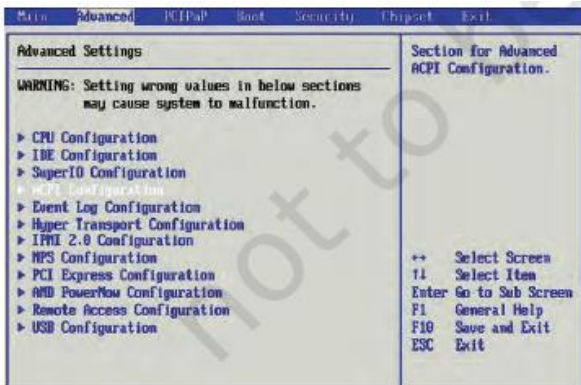 Main Advanced PCIPnP Boot Security Chipset Exit
Advanced Settings
WARNING: Setting wrong values in below sections
may cause system to malfunction.
▶ CPU Configuration
▶ IDE Configuration
▶ SuperIO Configuration
▶ ACPI Configuration
▶ Event Log Configuration
▶ Hyper Transport Configuration
▶ IPMI 2.0 Configuration
▶ MPS Configuration
▶ PCI Express Configuration
▶ AMD PowerNow Configuration
▶ Remote Access Configuration
▶ USB Configuration
Section for Advanced
ACPI Configuration.
↔ Select Screen
↑↓ Select Item
Enter Go to Sub Screen
F1 General Help
F10 Save and Exit
ESC Exit
not to